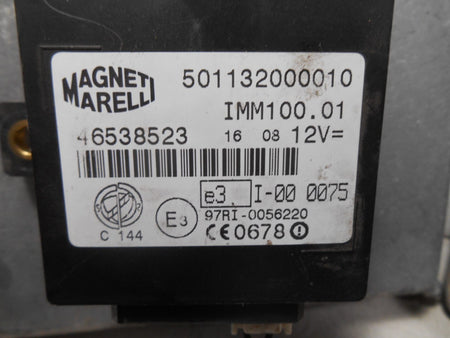 MAGNETI
MARELLI
501132000010
IMM100.01
46538523
16 08 12V=
e3 I-00 0075
E3
97RI-0056220
C 144
CE0678